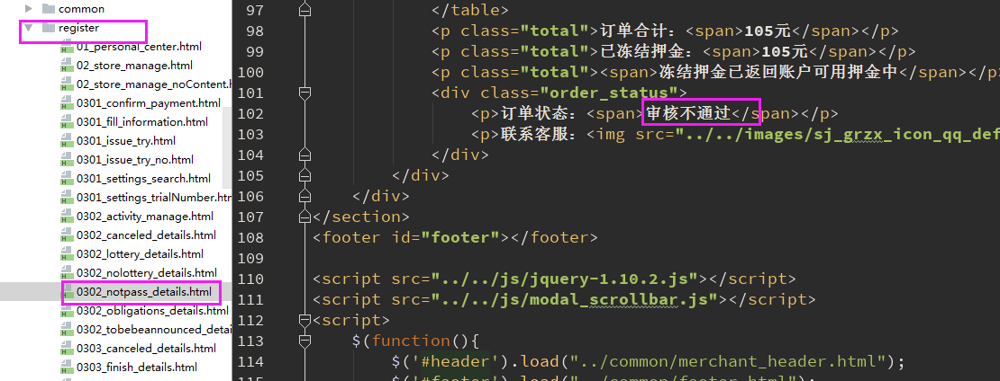 common
register
01_personal_center.html
02_store_manage.html
02_store_manage_noContent.h
0301_confirm_payment.html
0301_fill_information.html
0301_issue_try.html
0301_issue_try_no.html
0301_settings_search.html
0301_settings_trialNumber.htm
0302_activity_manage.html
0302_canceled_details.html
0302_lottery_details.html
0302_nolottery_details.html
0302_notpass_details.html
0302_obligations_details.html
0302_tobebeannounced_detai
0303_canceled_details.html
0303_finish_details.html
97 </table>
98 <p class="total">订单合计：<span>105元</span></p>
99 <p class="total">已冻结押金：<span>105元</span></p>
100 <p class="total"><span>冻结押金已返回账户可用押金中</span></p>
101 <div class="order_status">
102 <p>订单状态：<span>审核不通过</span></p>
103 <p>联系客服：<img src="../../images/sj_grzx_icon_qq_def
104 </div>
105 </div>
106 </div>
107 </section>
108 <footer id="footer"></footer>
109
110 <script src="../../js/jquery-1.10.2.js"></script>
111 <script src="../../js/modal_scrollbar.js"></script>
112 <script>
113 $(function(){
114 $('#header').load("../common/merchant_header.html");
115 $('#footer').load("../common/footer.html");